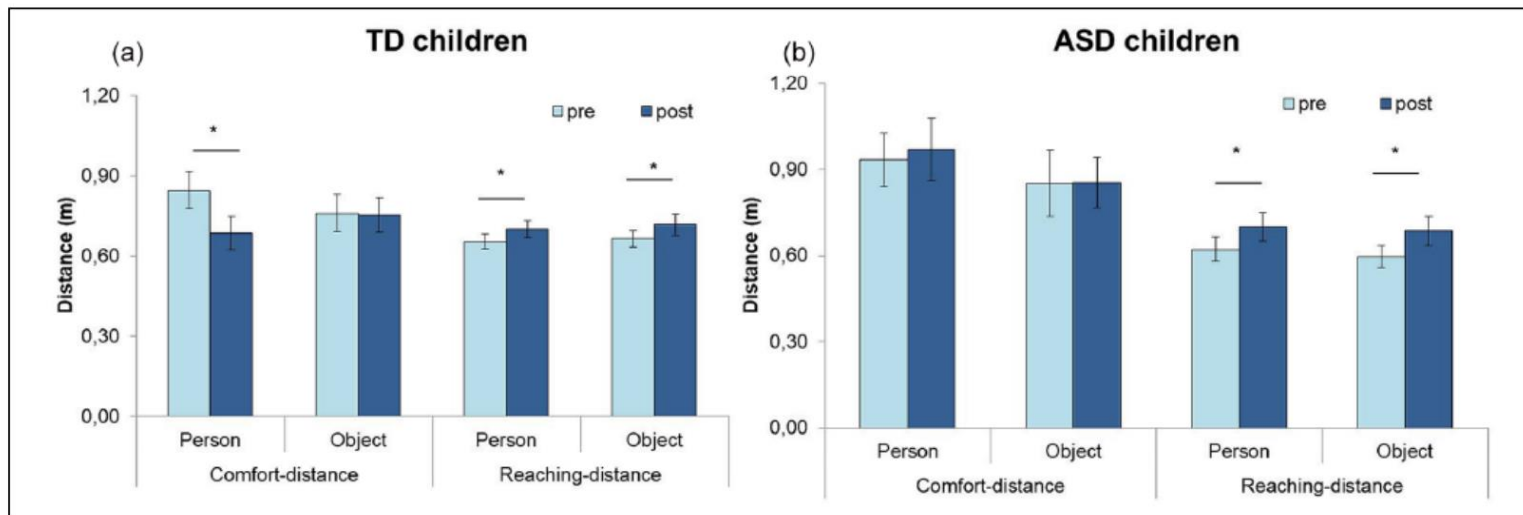 (a)
TD children
pre
post
*
*
*
Distance (m)
1,20
0,90
0,60
0,30
0,00
Person
Object
Person
Object
Comfort-distance
Reaching-distance
(b)
ASD children
pre
post
*
*
Distance (m)
1,20
0,90
0,60
0,30
0,00
Person
Object
Person
Object
Comfort-distance
Reaching-distance